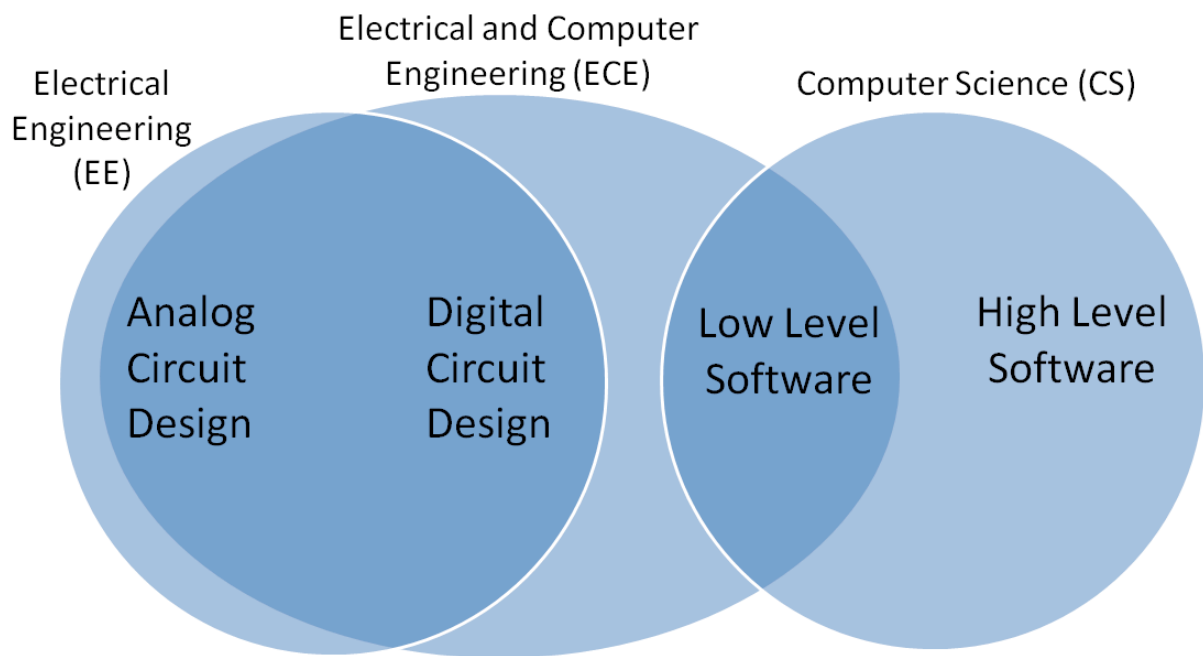 Electrical
Engineering
(EE)
Electrical and Computer
Engineering (ECE)
Computer Science (CS)
Analog
Circuit
Design
Digital
Circuit
Design
Low Level
Software
High Level
Software